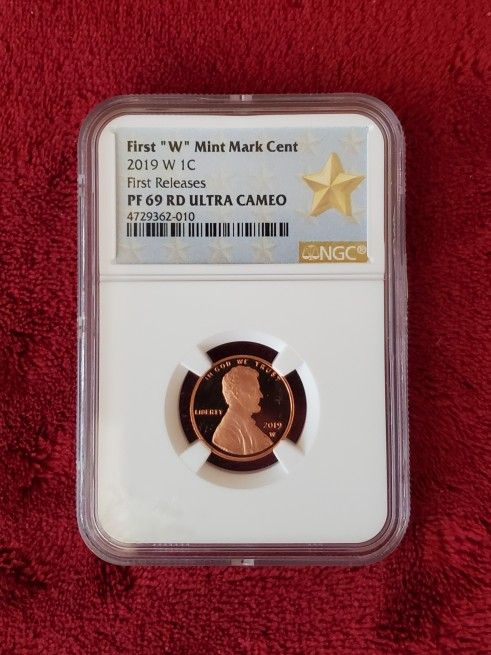 First "W" Mint Mark Cent
2019 W 1C
First Releases
PF 69 RD ULTRA CAMEO
4729362-010
NGC®
IN GOD WE TRUST
LIBERTY
2019
W